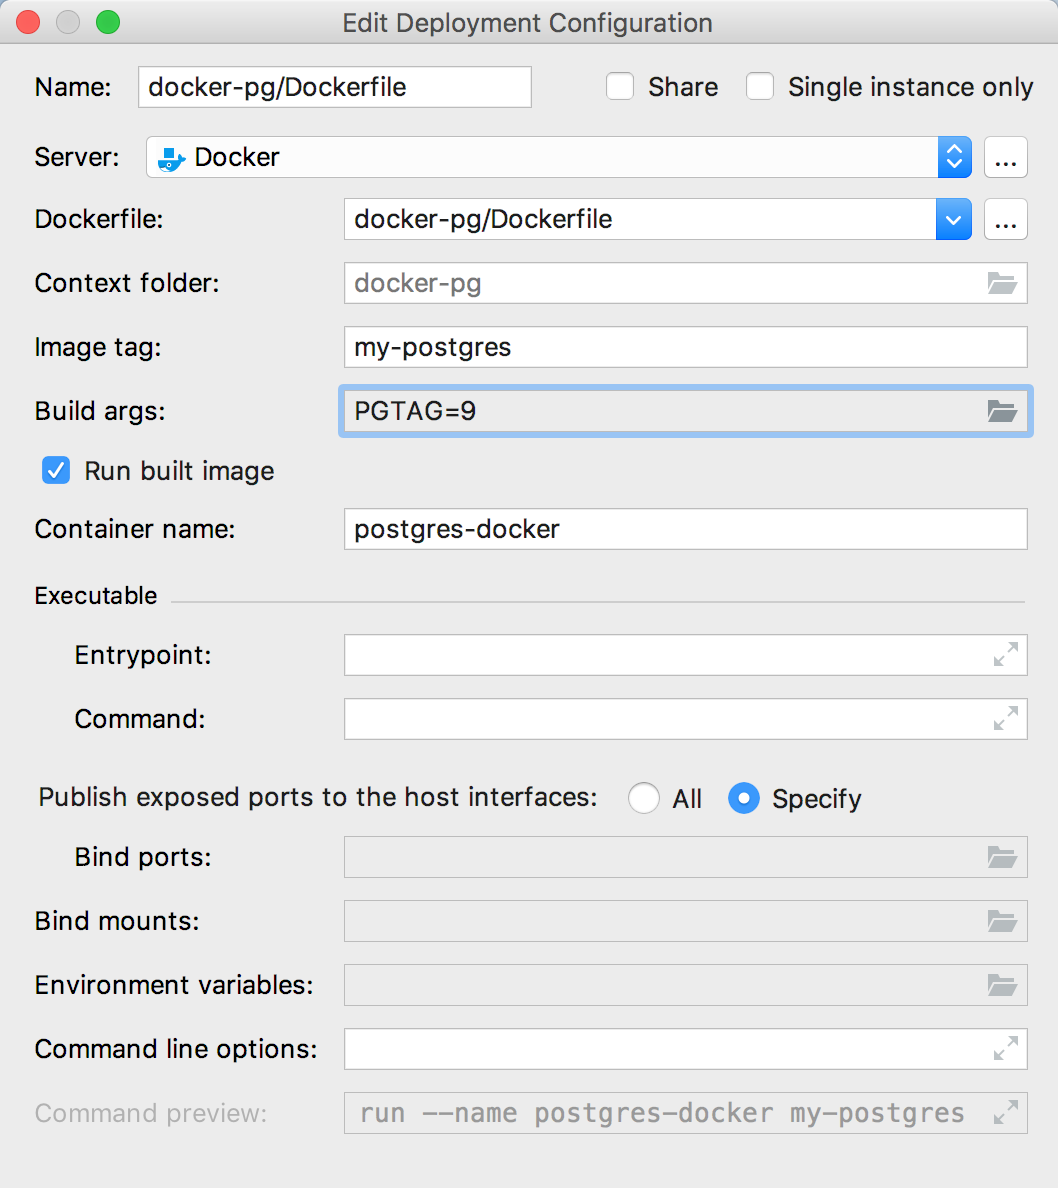 Edit Deployment Configuration
Name: docker-pg/Dockerfile Share Single instance only
Server: Docker ...
Dockerfile: docker-pg/Dockerfile ...
Context folder: docker-pg
Image tag: my-postgres
Build args: PGTAG=9
Run built image
Container name: postgres-docker
Executable
Entrypoint:
Command:
Publish exposed ports to the host interfaces: All Specify
Bind ports:
Bind mounts:
Environment variables:
Command line options:
Command preview: run --name postgres-docker my-postgres